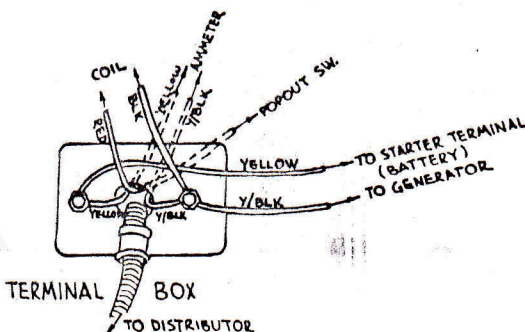 AMMETER
COIL
YELLOW
BLK
Y/BLK
POPOUT SW.
RED
YELLOW
TO STARTER TERMINAL
(BATTERY)
TO GENERATOR
Y/BLK
YELLOW
Y/BLK
TERMINAL BOX
TO DISTRIBUTOR